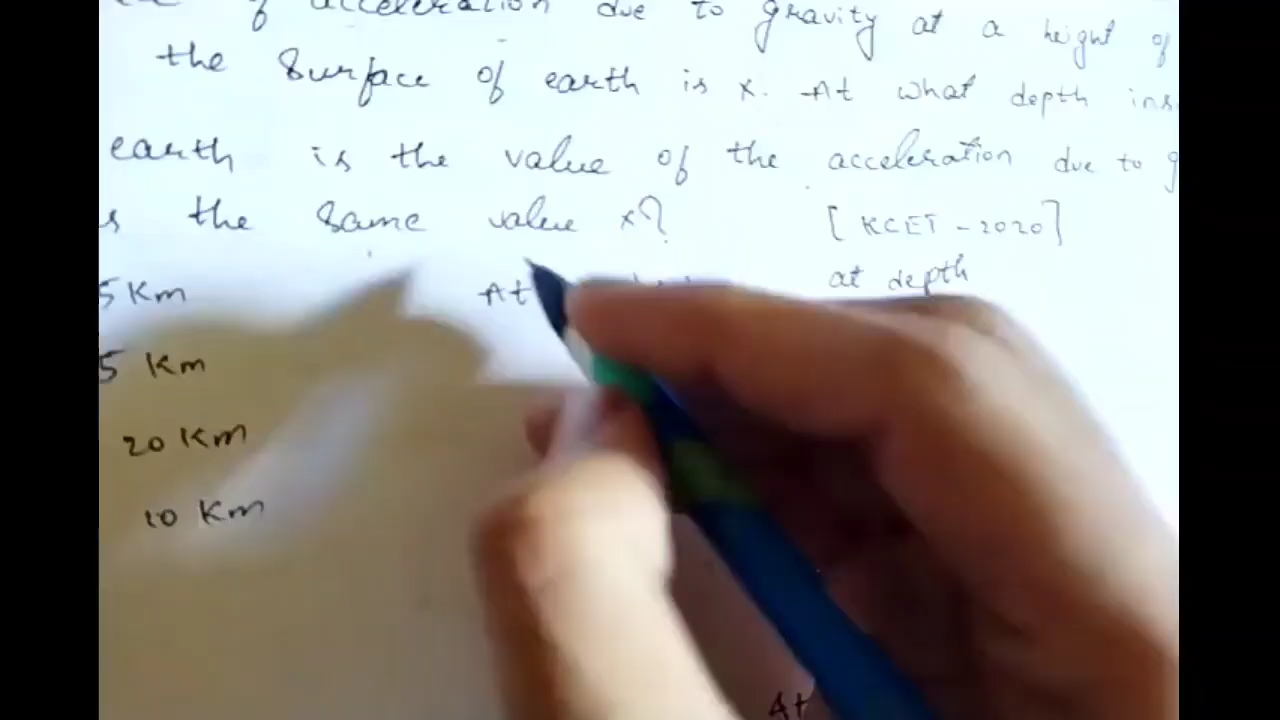 of acceleration due to gravity at a height of
the surface of earth is x. At what depth ins
earth is the value of the acceleration due to g
s the same value x? [KCET-2020]
5 Km At at depth
5 Km
20 Km
10 Km
At